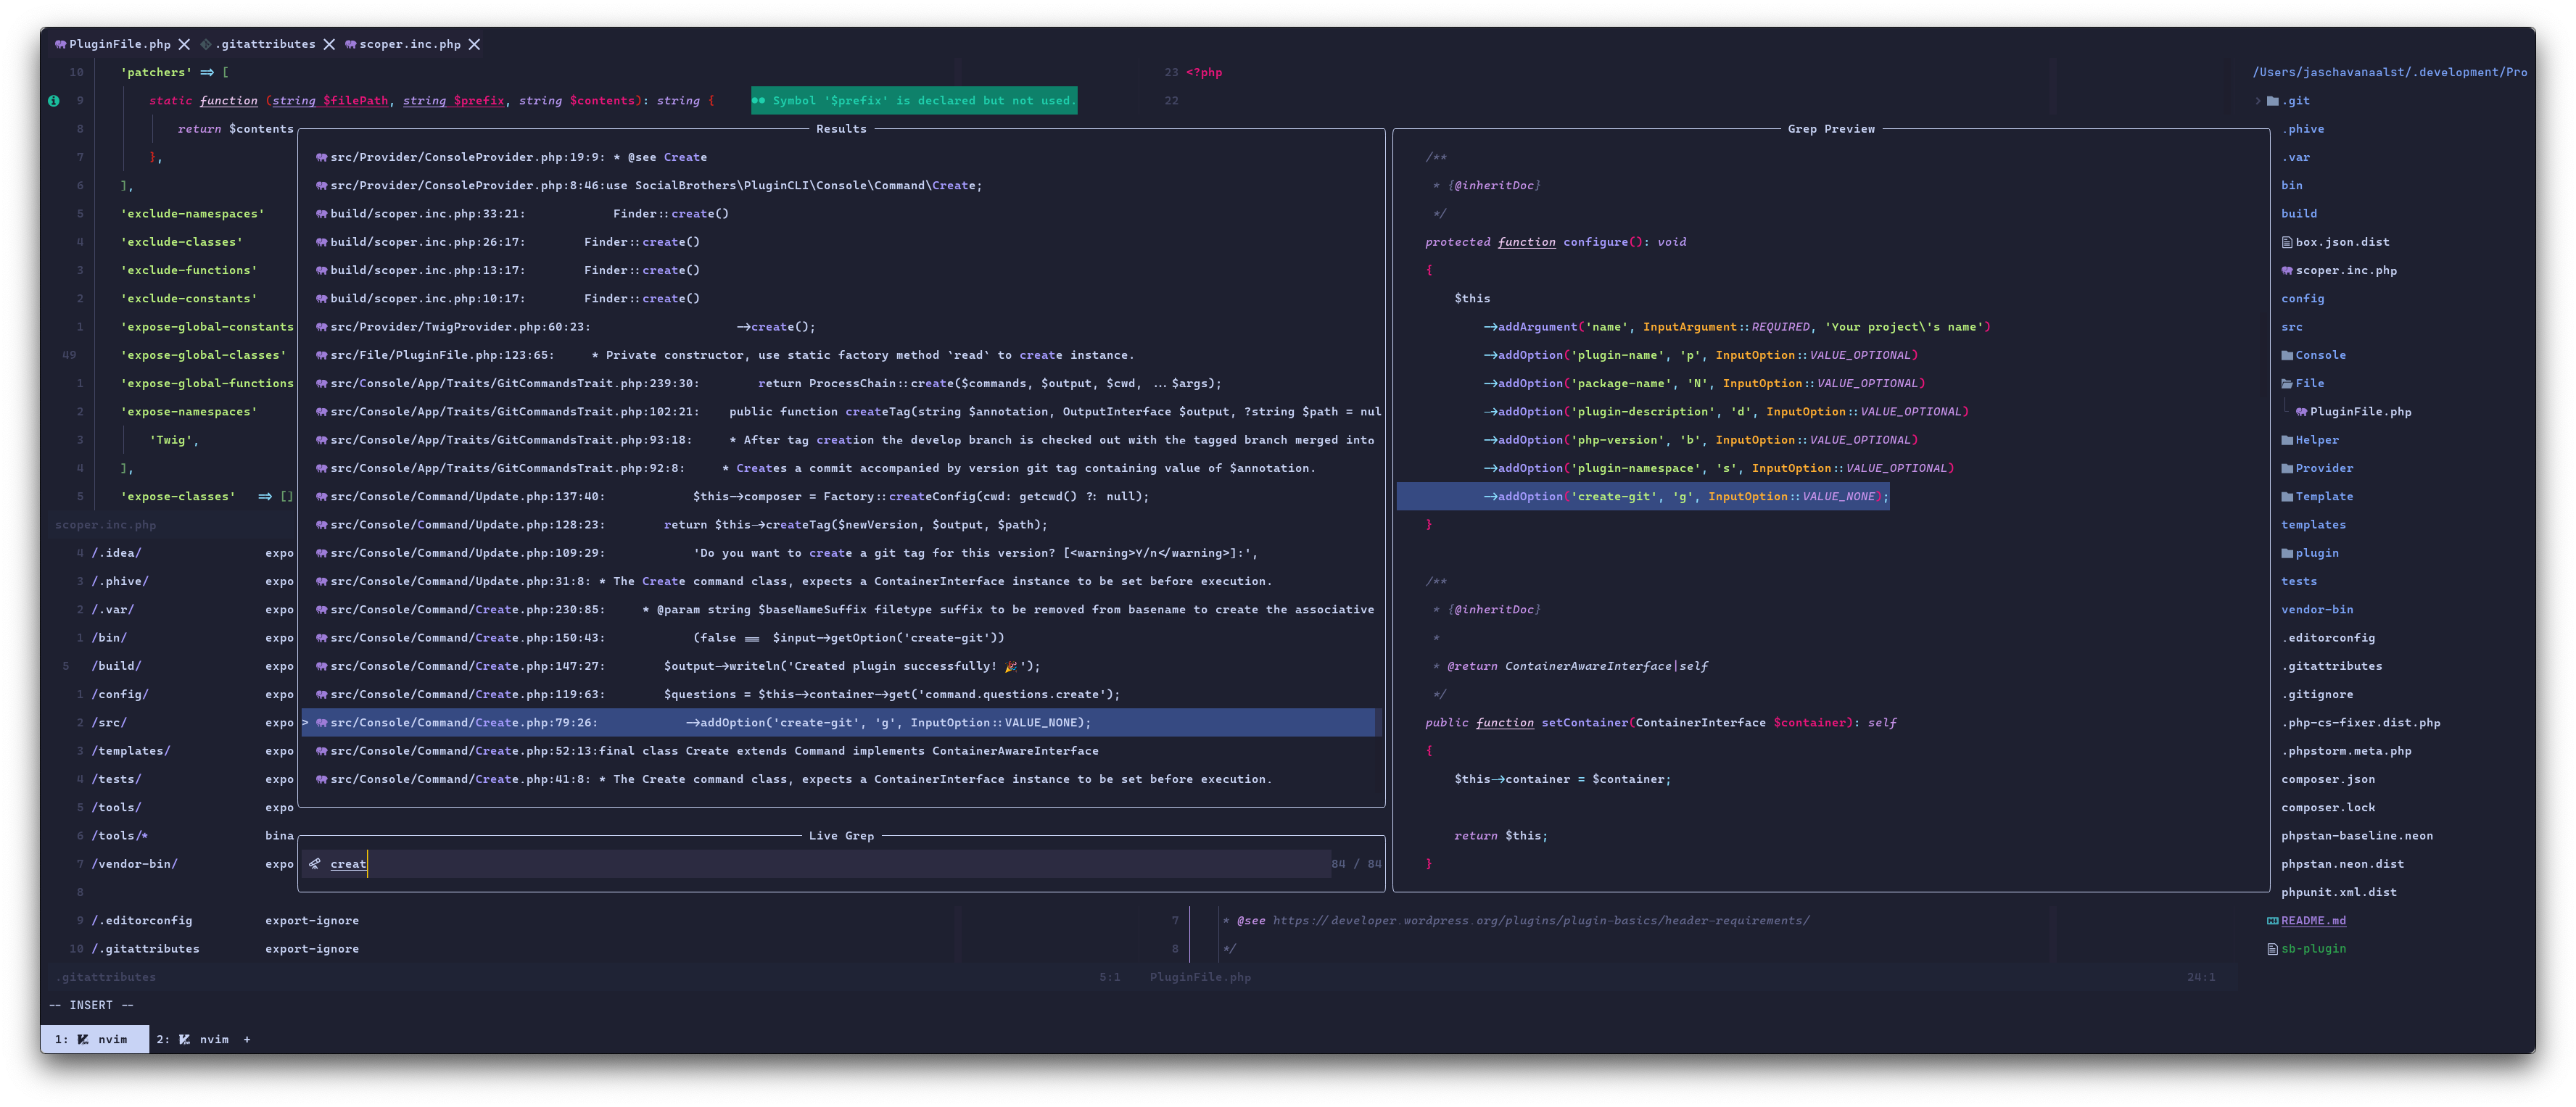 PluginFile.php .gitattributes scoper.inc.php
10 'patchers' => [
9 static function (string $filePath, string $prefix, string $contents): string { ●● Symbol '$prefix' is declared but not used.
8 return $contents
7 },
6 ],
5 'exclude-namespaces'
4 'exclude-classes'
3 'exclude-functions'
2 'exclude-constants'
1 'expose-global-constants
49 'expose-global-classes'
1 'expose-global-functions
2 'expose-namespaces'
3 'Twig',
4 ],
5 'expose-classes' => []
scoper.inc.php
4 /.idea/ expo
3 /.phive/ expo
2 /.var/ expo
1 /bin/ expo
5 /build/ expo
1 /config/ expo
2 /src/ expo
3 /templates/ expo
4 /tests/ expo
5 /tools/ expo
6 /tools/* bina
7 /vendor-bin/ expo
8
9 /.editorconfig export-ignore
10 /.gitattributes export-ignore
.gitattributes 5:1
Results
src/Provider/ConsoleProvider.php:19:9: * @see Create
src/Provider/ConsoleProvider.php:8:46:use SocialBrothers\PluginCLI\Console\Command\Create;
build/scoper.inc.php:33:21: Finder::create()
build/scoper.inc.php:26:17: Finder::create()
build/scoper.inc.php:13:17: Finder::create()
build/scoper.inc.php:10:17: Finder::create()
src/Provider/TwigProvider.php:60:23: ->create();
src/File/PluginFile.php:123:65: * Private constructor, use static factory method `read` to create instance.
src/Console/App/Traits/GitCommandsTrait.php:239:30: return ProcessChain::create($commands, $output, $cwd, ...$args);
src/Console/App/Traits/GitCommandsTrait.php:102:21: public function createTag(string $annotation, OutputInterface $output, ?string $path = nul
src/Console/App/Traits/GitCommandsTrait.php:93:18: * After tag creation the develop branch is checked out with the tagged branch merged into
src/Console/App/Traits/GitCommandsTrait.php:92:8: * Creates a commit accompanied by version git tag containing value of $annotation.
src/Console/Command/Update.php:137:40: $this->composer = Factory::createConfig(cwd: getcwd() ?: null);
src/Console/Command/Update.php:128:23: return $this->createTag($newVersion, $output, $path);
src/Console/Command/Update.php:109:29: 'Do you want to create a git tag for this version? [<warning>Y/n</warning>]:',
src/Console/Command/Update.php:31:8: * The Create command class, expects a ContainerInterface instance to be set before execution.
src/Console/Command/Create.php:230:85: * @param string $baseNameSuffix filetype suffix to be removed from basename to create the associative
src/Console/Command/Create.php:150:43: (false === $input->getOption('create-git'))
src/Console/Command/Create.php:147:27: $output->writeln('Created plugin successfully! 🎉');
src/Console/Command/Create.php:119:63: $questions = $this->container->get('command.questions.create');
> src/Console/Command/Create.php:79:26: ->addOption('create-git', 'g', InputOption::VALUE_NONE);
src/Console/Command/Create.php:52:13:final class Create extends Command implements ContainerAwareInterface
src/Console/Command/Create.php:41:8: * The Create command class, expects a ContainerInterface instance to be set before execution.
Live Grep
creat 84 / 84
23 <?php
22
Grep Preview
/**
* {@inheritDoc}
*/
protected function configure(): void
{
$this
->addArgument('name', InputArgument::REQUIRED, 'Your project\'s name')
->addOption('plugin-name', 'p', InputOption::VALUE_OPTIONAL)
->addOption('package-name', 'N', InputOption::VALUE_OPTIONAL)
->addOption('plugin-description', 'd', InputOption::VALUE_OPTIONAL)
->addOption('php-version', 'b', InputOption::VALUE_OPTIONAL)
->addOption('plugin-namespace', 's', InputOption::VALUE_OPTIONAL)
->addOption('create-git', 'g', InputOption::VALUE_NONE);
}
/**
* {@inheritDoc}
*
* @return ContainerAwareInterface|self
*/
public function setContainer(ContainerInterface $container): self
{
$this->container = $container;
return $this;
}
7 * @see https://developer.wordpress.org/plugins/plugin-basics/header-requirements/
8 */
PluginFile.php 24:1
/Users/jaschavanaalst/.development/Pro
> .git
.phive
.var
bin
build
box.json.dist
scoper.inc.php
config
src
Console
File
PluginFile.php
Helper
Provider
Template
templates
plugin
tests
vendor-bin
.editorconfig
.gitattributes
.gitignore
.php-cs-fixer.dist.php
.phpstorm.meta.php
composer.json
composer.lock
phpstan-baseline.neon
phpstan.neon.dist
phpunit.xml.dist
README.md
sb-plugin
-- INSERT --
1: nvim 2: nvim +